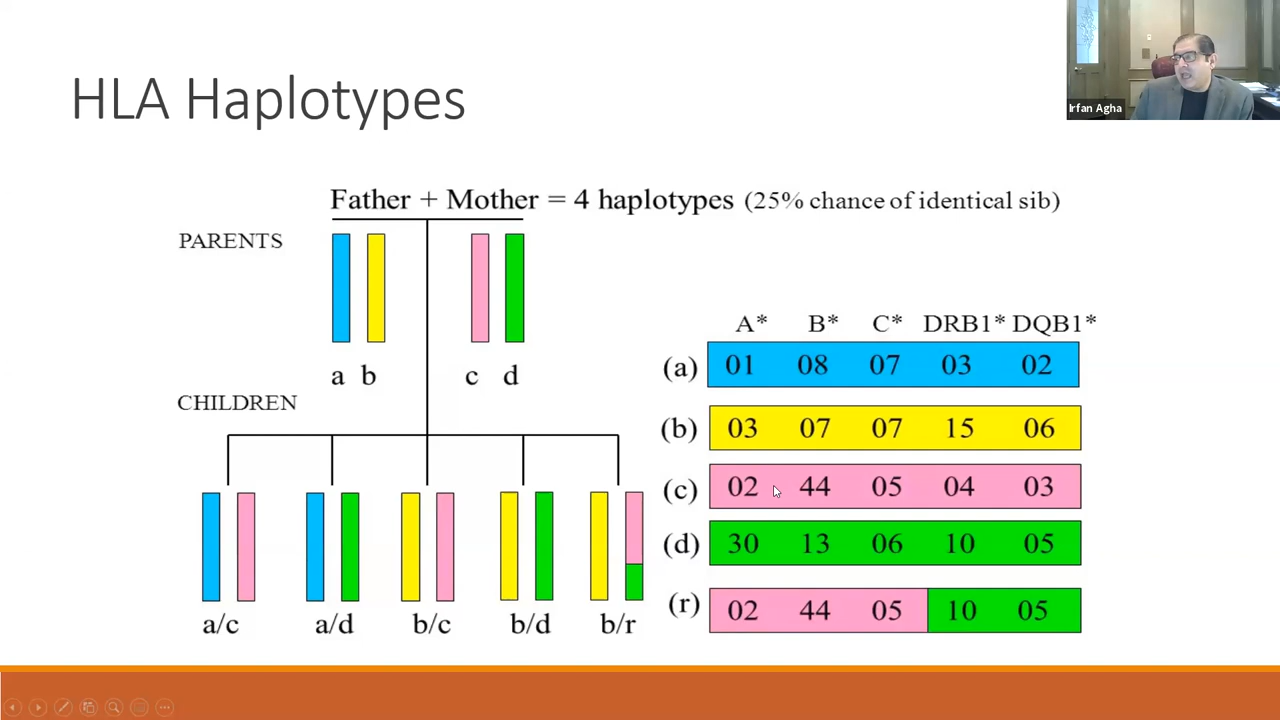 HLA Haplotypes
Irfan Agha
Father + Mother = 4 haplotypes (25% chance of identical sib)
PARENTS
a b c d
CHILDREN
a/c a/d b/c b/d b/r
A* B* C* DRB1* DQB1*
(a) 01 08 07 03 02
(b) 03 07 07 15 06
(c) 02 44 05 04 03
(d) 30 13 06 10 05
(r) 02 44 05 10 05